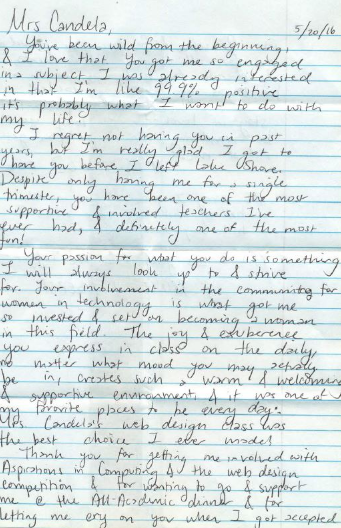 Mrs Candela, 5/20/16
You've been wild from the beginning,
& I love that you got me so engaged
in a subject I was already interested
in that I'm like 99.9% positive
it's probably what I want to do with
my life.
I regret not having you in past
years, but I'm really glad I got to
have you before I left Lake Shore.
Despite only having me for a single
trimester, you have been one of the most
supportive & involved teachers I've
ever had, & definitely one of the most
fun!
Your passion for what you do is something
I will always look up to & strive
for. Your involvement in the community for
women in technology is what got me
so invested & set on becoming a woman
in this field. The joy & exuberence
you express in class on the daily
no matter what mood you may actually
be in, creates such a warm & welcoming
& supportive environment, & it was one of
my favorite places to be every day.
Mrs Candela's web design class was
the best choice I ever made!
Thank you for getting me involved with
Aspirations in Computing & the web design
competition & for wanting to go & support
me @ the All-Academic dinner & for
letting me cry on you when I got accepted